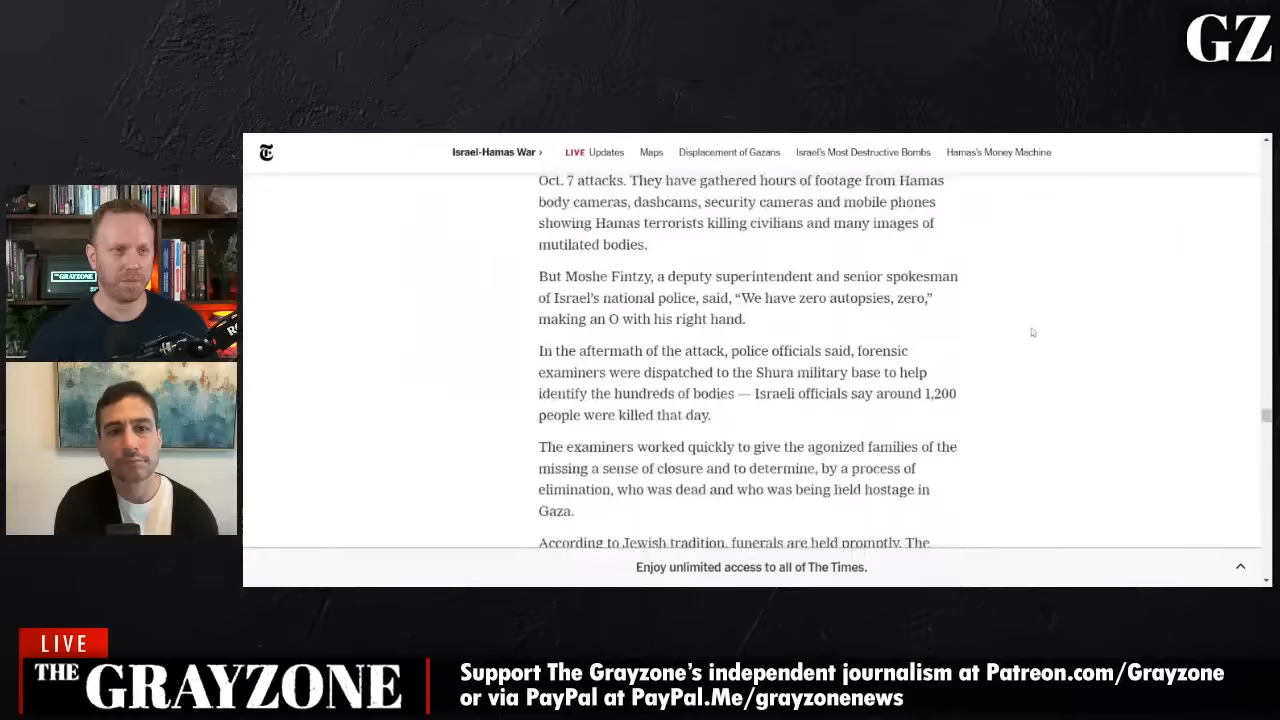 GZ
Israel-Hamas War › LIVE Updates Maps Displacement of Gazans Israel's Most Destructive Bombs Hamas's Money Machine
Oct. 7 attacks. They have gathered hours of footage from Hamas
body cameras, dashcams, security cameras and mobile phones
showing Hamas terrorists killing civilians and many images of
mutilated bodies.
But Moshe Fintzy, a deputy superintendent and senior spokesman
of Israel's national police, said, “We have zero autopsies, zero,”
making an O with his right hand.
In the aftermath of the attack, police officials said, forensic
examiners were dispatched to the Shura military base to help
identify the hundreds of bodies — Israeli officials say around 1,200
people were killed that day.
The examiners worked quickly to give the agonized families of the
missing a sense of closure and to determine, by a process of
elimination, who was dead and who was being held hostage in
Gaza.
According to Jewish tradition, funerals are held promptly. The
Enjoy unlimited access to all of The Times.
THE GRAYZONE
LIVE
THE GRAYZONE
Support The Grayzone's independent journalism at Patreon.com/Grayzone
or via PayPal at PayPal.Me/grayzonenews